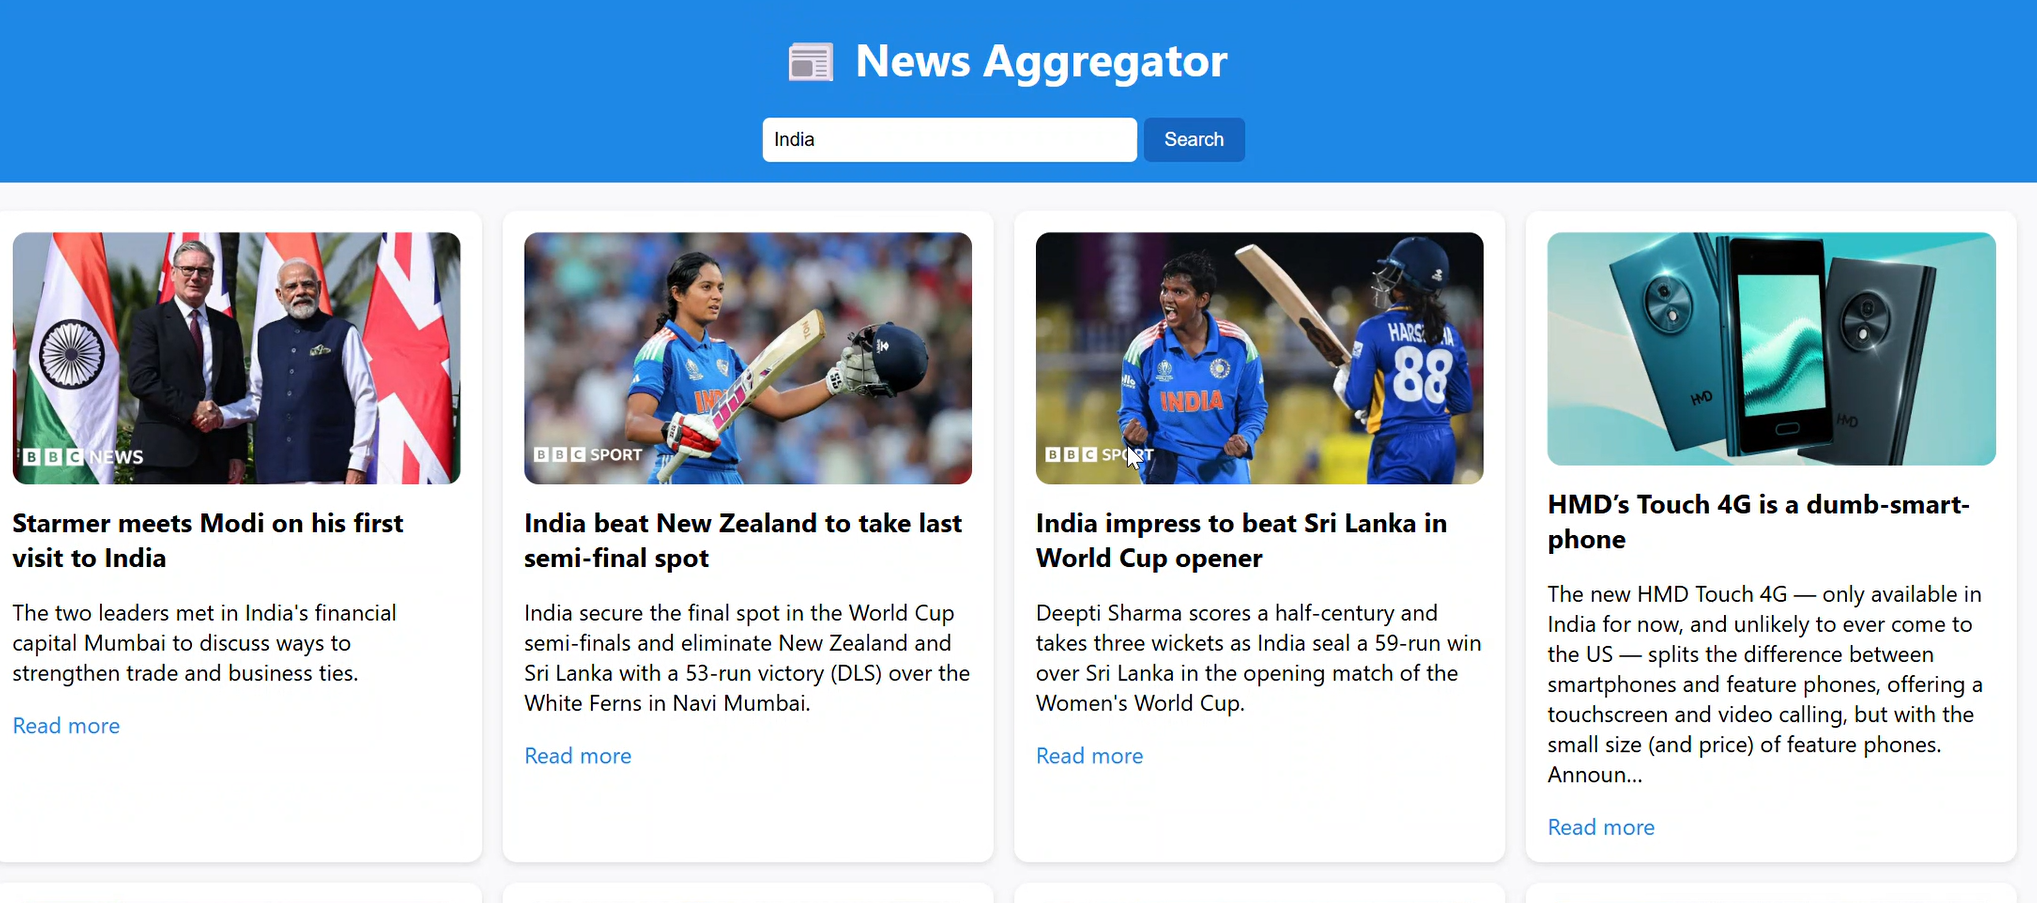 News Aggregator
India
Search
BBC NEWS
Starmer meets Modi on his first
visit to India
The two leaders met in India's financial
capital Mumbai to discuss ways to
strengthen trade and business ties.
Read more
TON
INDIA
BBC SPORT
India beat New Zealand to take last
semi-final spot
India secure the final spot in the World Cup
semi-finals and eliminate New Zealand and
Sri Lanka with a 53-run victory (DLS) over the
White Ferns in Navi Mumbai.
Read more
INDIA
88
BBC SPORT
India impress to beat Sri Lanka in
World Cup opener
Deepti Sharma scores a half-century and
takes three wickets as India seal a 59-run win
over Sri Lanka in the opening match of the
Women's World Cup.
Read more
HMD
HMD
HMD’s Touch 4G is a dumb-smart-
phone
The new HMD Touch 4G — only available in
India for now, and unlikely to ever come to
the US — splits the difference between
smartphones and feature phones, offering a
touchscreen and video calling, but with the
small size (and price) of feature phones.
Announ...
Read more